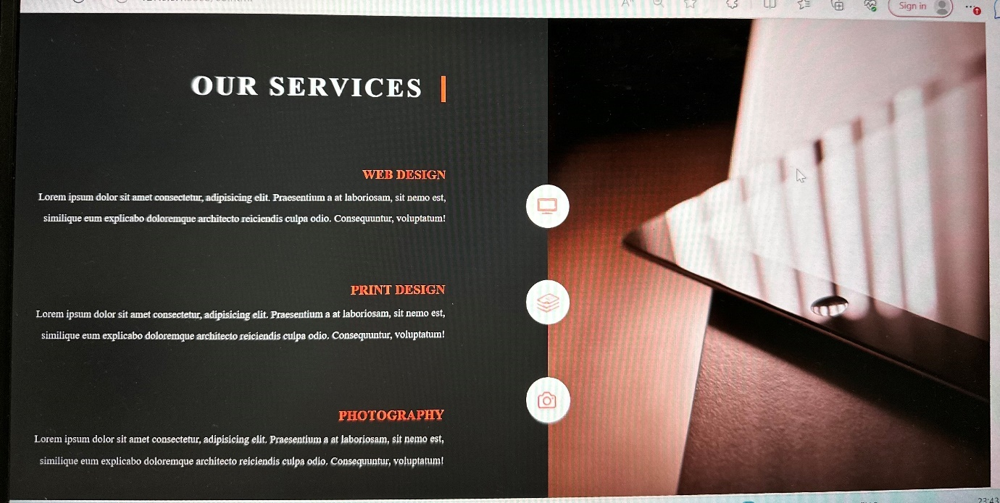 Sign in
OUR SERVICES
WEB DESIGN
Lorem ipsum dolor sit amet consectetur, adipisicing elit. Praesentium a at laboriosam, sit nemo est,
similique eum explicabo doloremque architecto reiciendis culpa odio. Consequuntur, voluptatum!
PRINT DESIGN
Lorem ipsum dolor sit amet consectetur, adipisicing elit. Praesentium a at laboriosam, sit nemo est,
similique eum explicabo doloremque architecto reiciendis culpa odio. Consequuntur, voluptatum!
PHOTOGRAPHY
Lorem ipsum dolor sit amet consectetur, adipisicing elit. Praesentium a at laboriosam, sit nemo est,
similique eum explicabo doloremque architecto reiciendis culpa odio. Consequuntur, voluptatum!
23:43